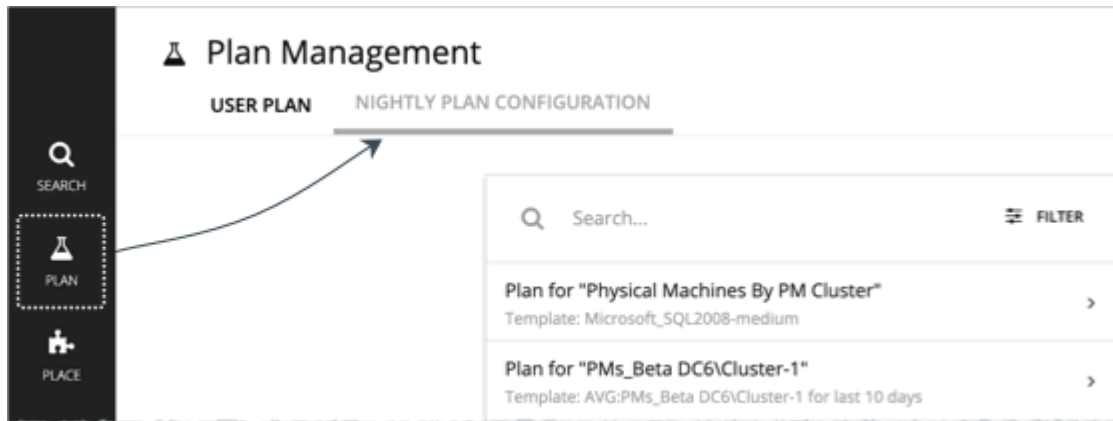 Plan Management
USER PLAN NIGHTLY PLAN CONFIGURATION
SEARCH
Search... FILTER
PLAN
Plan for "Physical Machines By PM Cluster"
Template: Microsoft_SQL2008-medium
PLACE
Plan for "PMs_Beta DC6\Cluster-1"
Template: AVG:PMs_Beta DC6\Cluster-1 for last 10 days